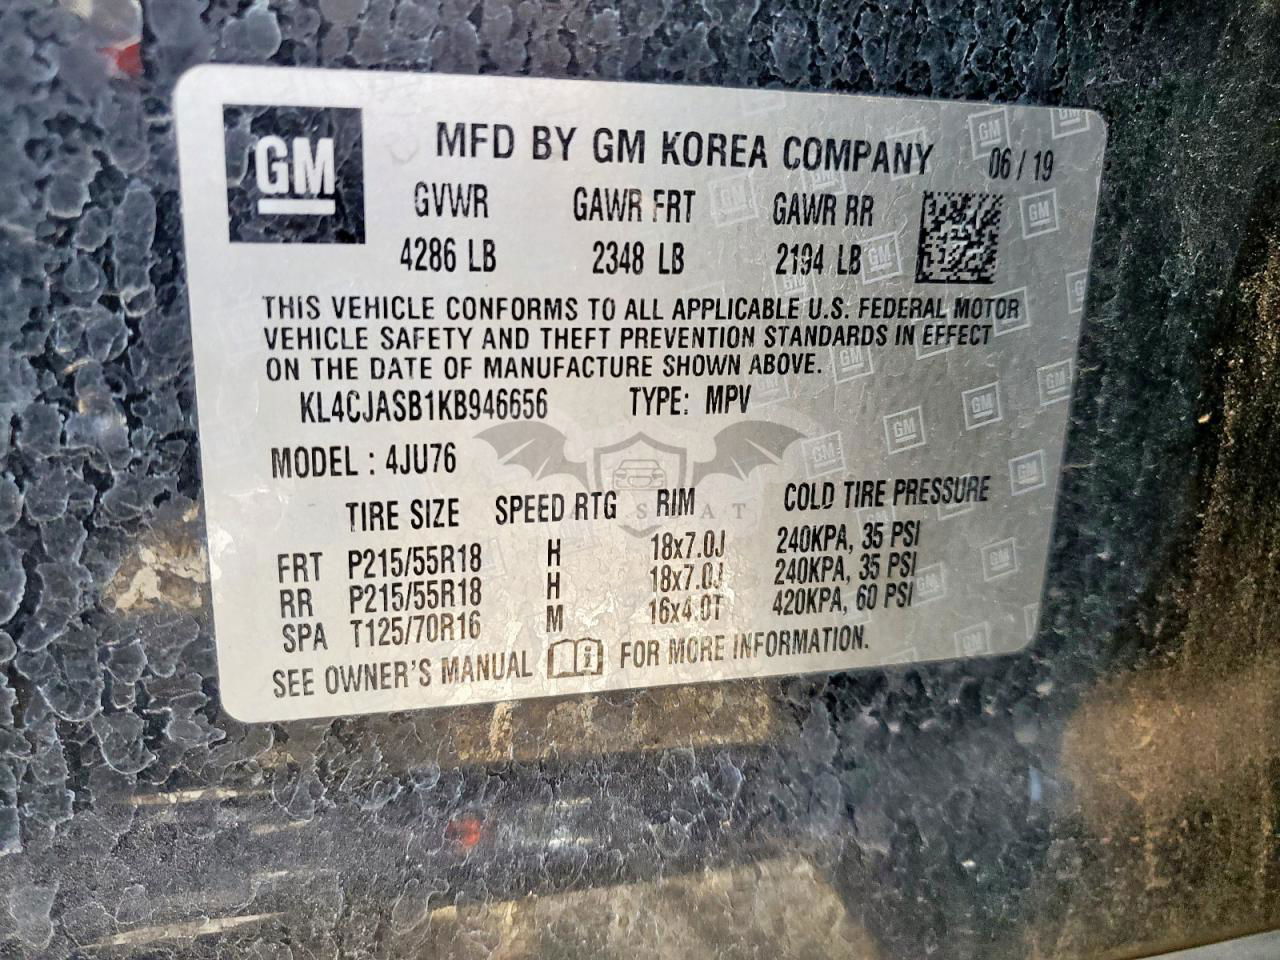 GM
MFD BY GM KOREA COMPANY 06 / 19
GVWR GAWR FRT GAWR RR
4286 LB 2348 LB 2194 LB
THIS VEHICLE CONFORMS TO ALL APPLICABLE U.S. FEDERAL MOTOR
VEHICLE SAFETY AND THEFT PREVENTION STANDARDS IN EFFECT
ON THE DATE OF MANUFACTURE SHOWN ABOVE.
KL4CJASB1KB946656 TYPE: MPV
MODEL : 4JU76
TIRE SIZE SPEED RTG RIM COLD TIRE PRESSURE
FRT P215/55R18 H 18x7.0J 240KPA, 35 PSI
RR P215/55R18 H 18x7.0J 240KPA, 35 PSI
SPA T125/70R16 M 16x4.0T 420KPA, 60 PSI
SEE OWNER'S MANUAL FOR MORE INFORMATION.